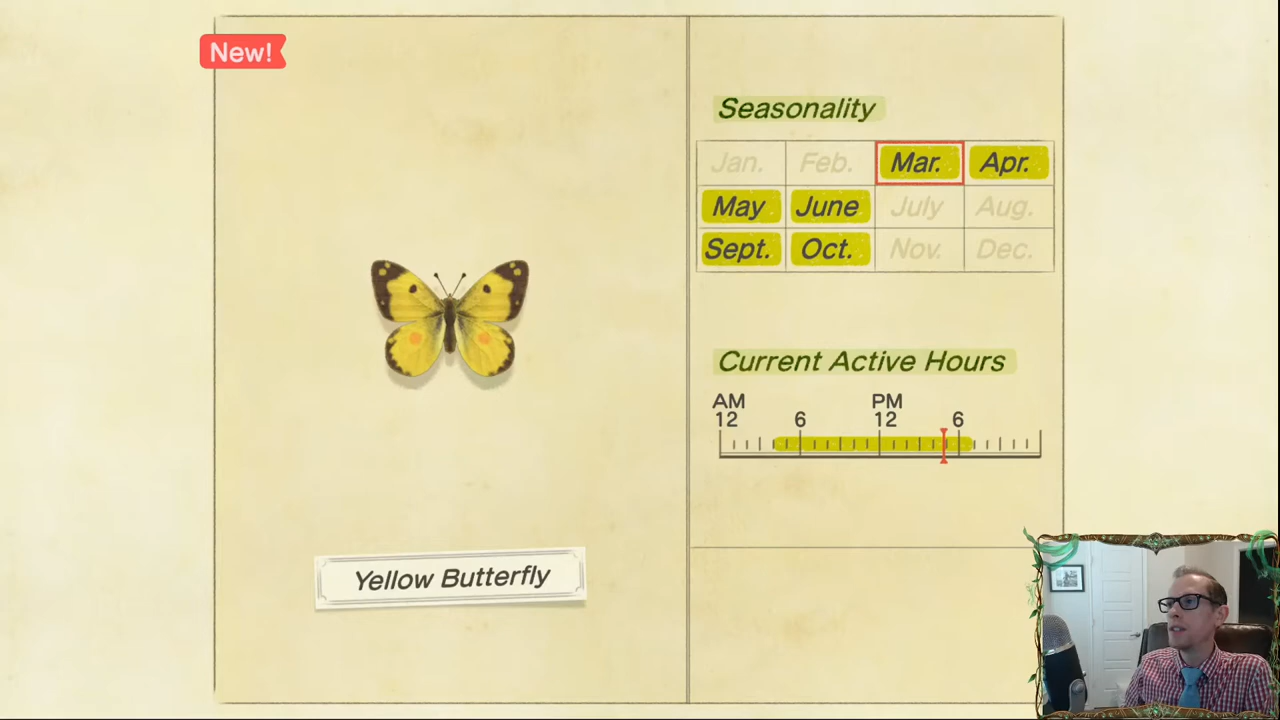 New!
Seasonality
Jan. Feb. Mar. Apr.
May June July Aug.
Sept. Oct. Nov. Dec.
Current Active Hours
AM PM
12 6 12 6
Yellow Butterfly